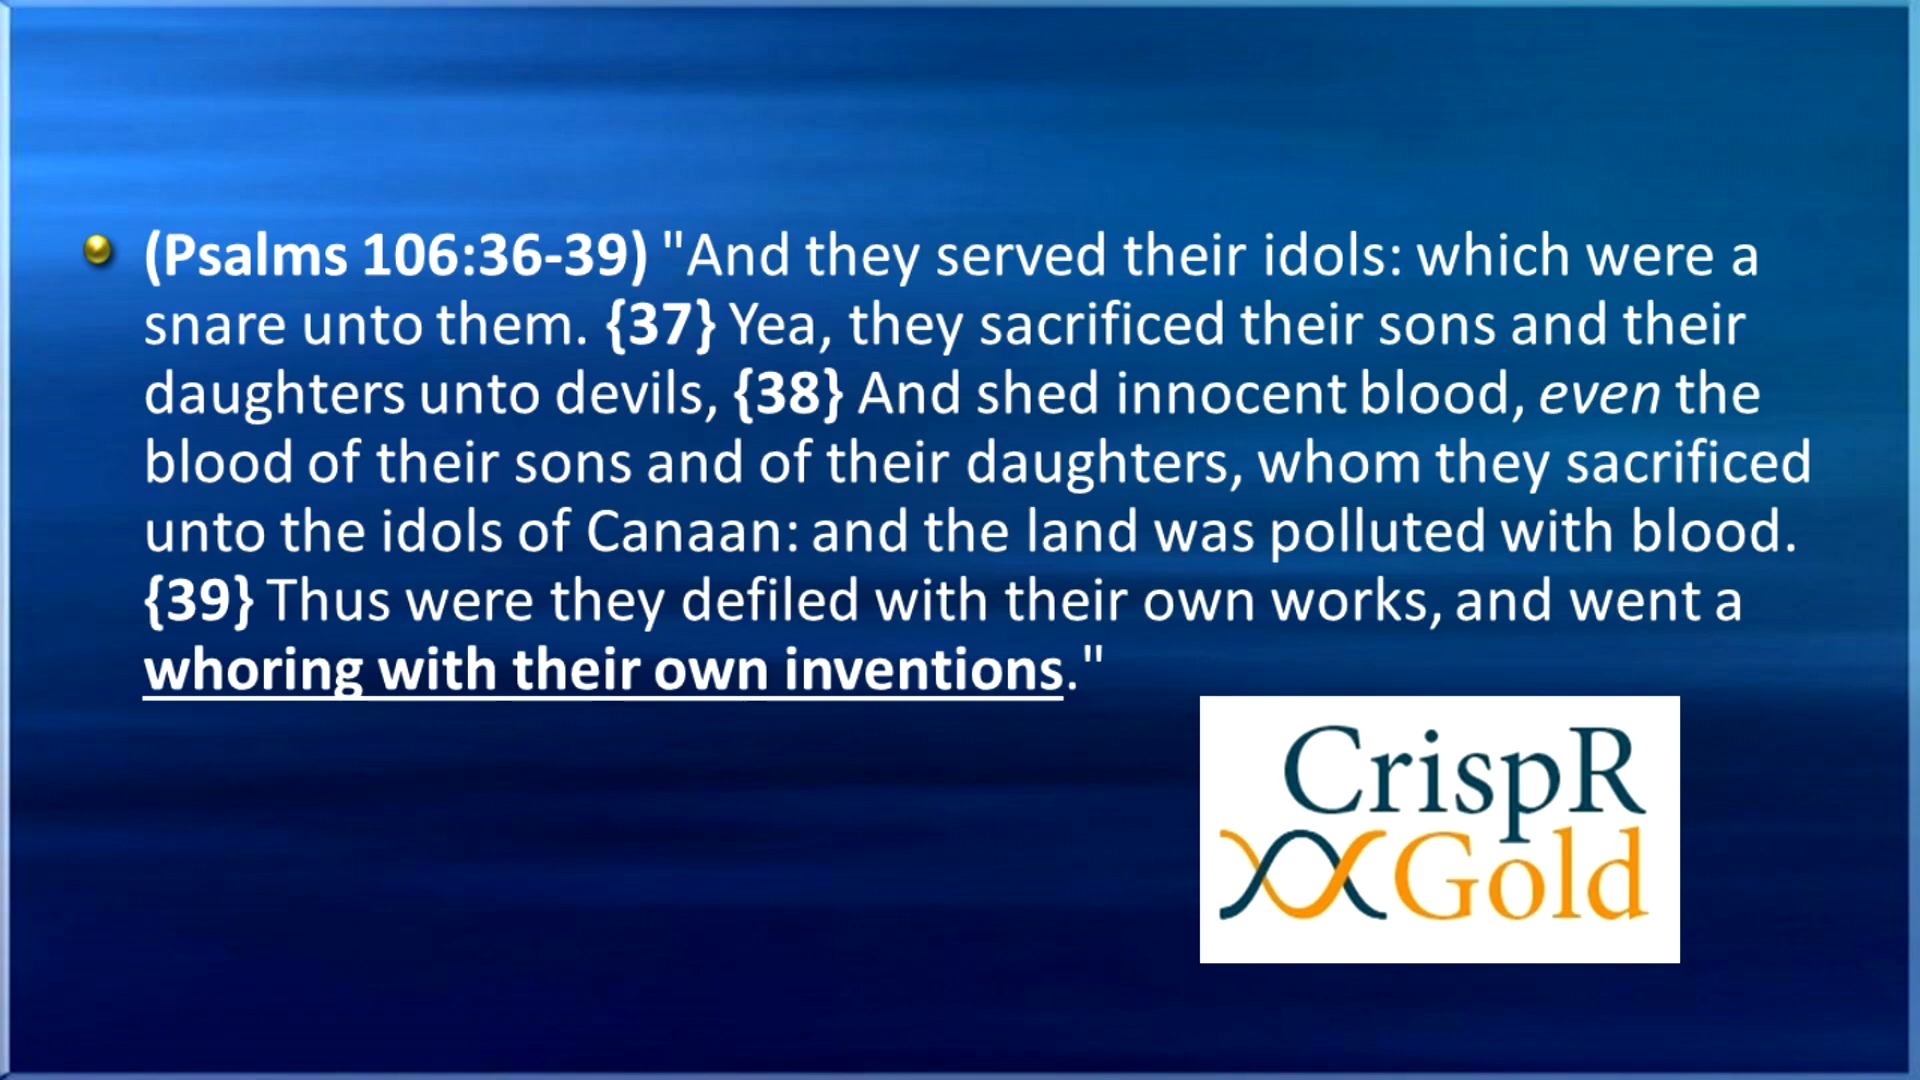 (Psalms 106:36-39) "And they served their idols: which were a
snare unto them. {37} Yea, they sacrificed their sons and their
daughters unto devils, {38} And shed innocent blood, even the
blood of their sons and of their daughters, whom they sacrificed
unto the idols of Canaan: and the land was polluted with blood.
{39} Thus were they defiled with their own works, and went a
whoring with their own inventions."
CrispR
Gold